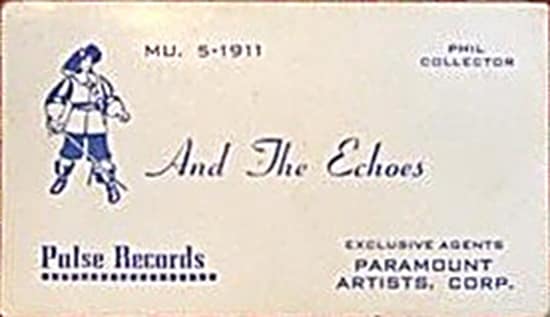 MU. 5-1911
PHIL
COLLECTOR
And The Echoes
Pulse Records
EXCLUSIVE AGENTS
PARAMOUNT
ARTISTS, CORP.